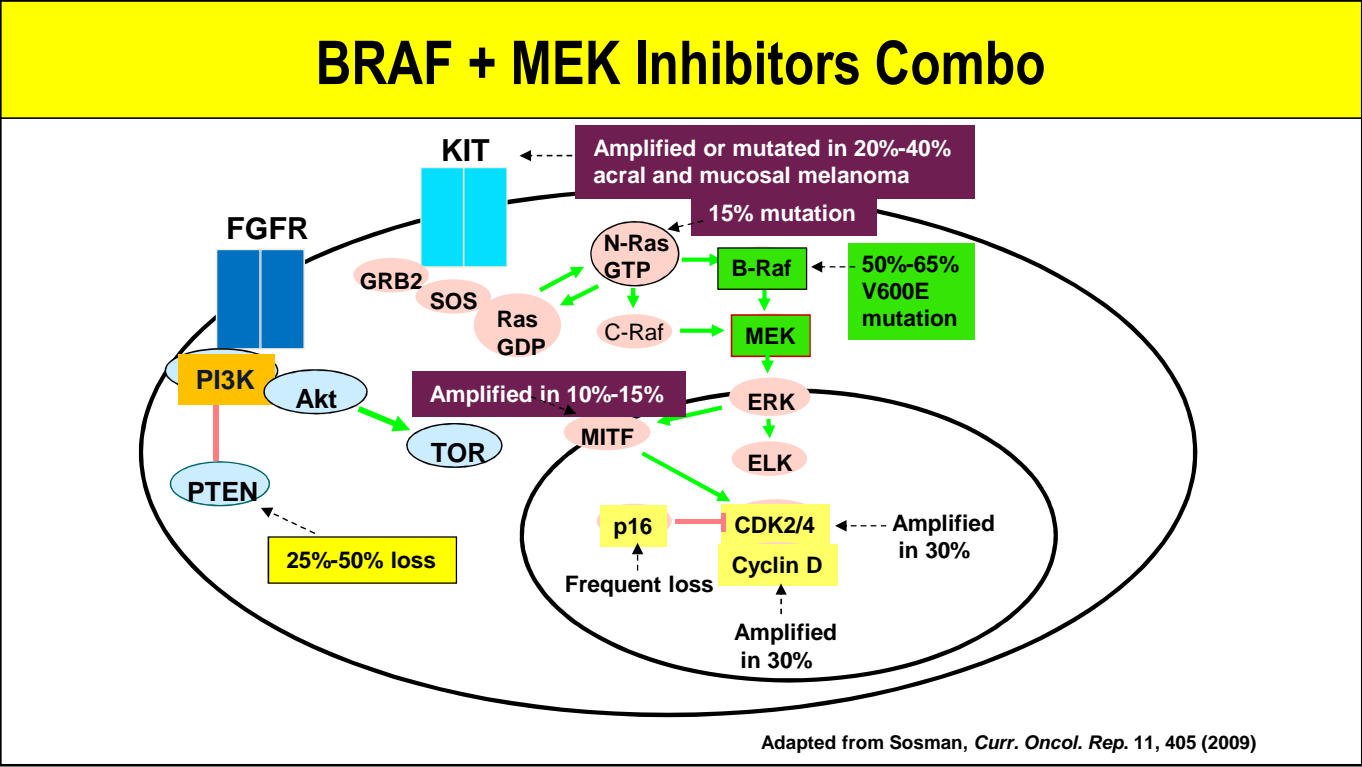 BRAF + MEK Inhibitors Combo
KIT
Amplified or mutated in 20%-40%
acral and mucosal melanoma
15% mutation
FGFR
N-Ras
GTP
B-Raf
50%-65%
V600E
mutation
GRB2
SOS
Ras
GDP
C-Raf
MEK
PI3K
Akt
Amplified in 10%-15%
ERK
MITF
TOR
ELK
PTEN
p16
CDK2/4
Amplified
in 30%
25%-50% loss
Cyclin D
Frequent loss
Amplified
in 30%
Adapted from Sosman, Curr. Oncol. Rep. 11, 405 (2009)